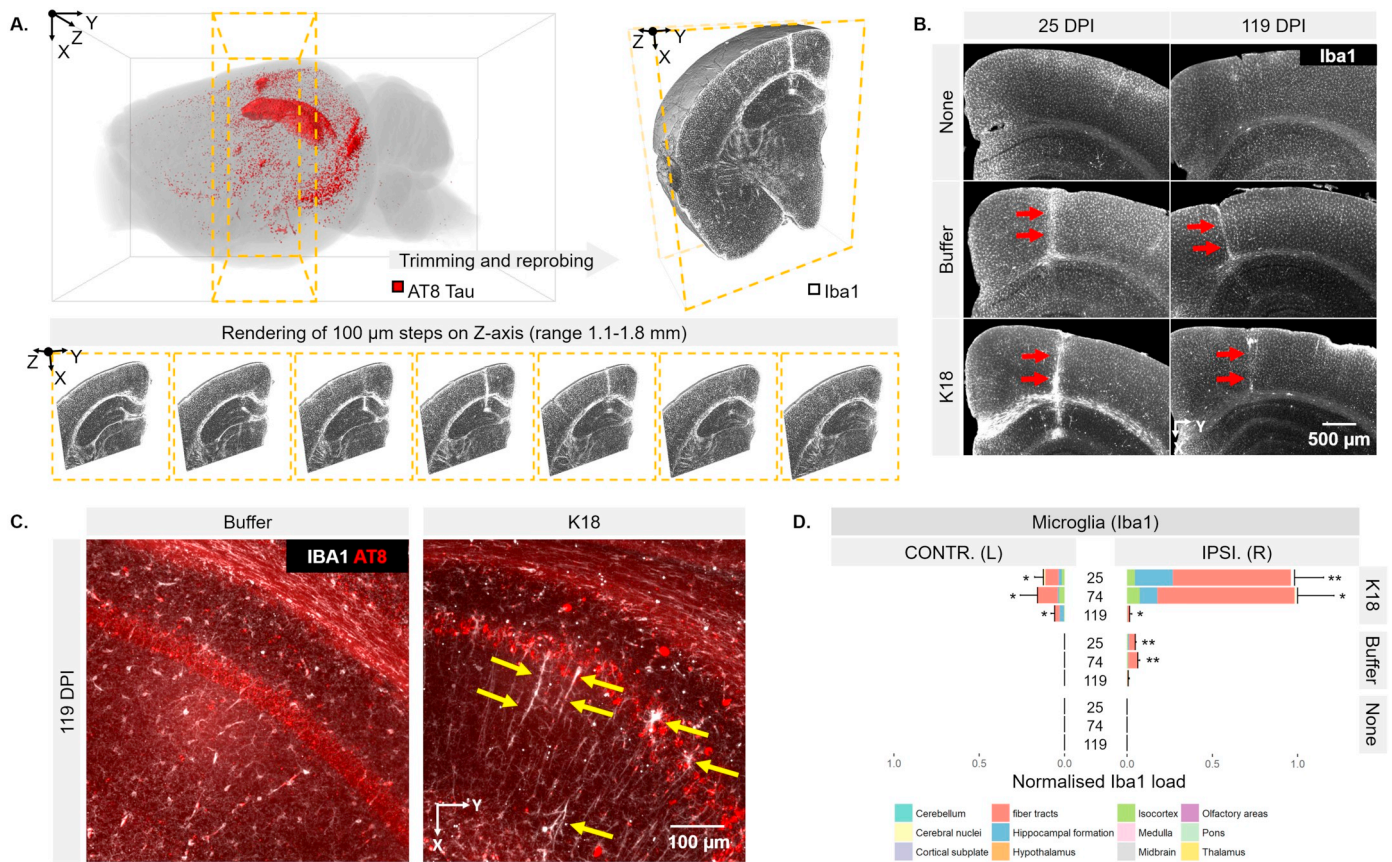 A.
Y
Z
X
Z
Y
X
Trimming and reprobing
AT8 Tau
Iba1
Rendering of 100 µm steps on Z-axis (range 1.1-1.8 mm)
Z
Y
X
B.
25 DPI
119 DPI
None
Iba1
Buffer
K18
Y
X
500 µm
C.
Buffer
K18
119 DPI
IBA1 AT8
Y
X
100 µm
D.
Microglia (Iba1)
CONTR. (L)
IPSI. (R)
* 25 **
* 74 *
* 119 *
K18
25 **
74 **
119
Buffer
25
74
119
None
1.0 0.5 0.0 0.0 0.5 1.0
Normalised Iba1 load
Cerebellum fiber tracts Isocortex Olfactory areas
Cerebral nuclei Hippocampal formation Medulla Pons
Cortical subplate Hypothalamus Midbrain Thalamus